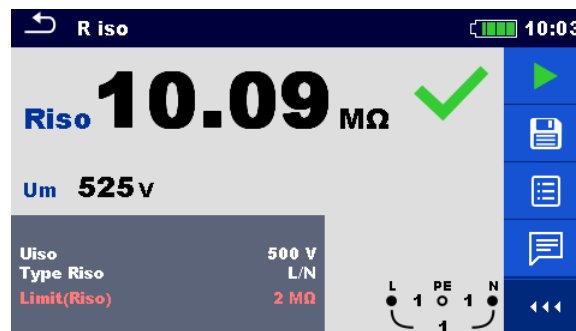 R iso 10:03
Riso 10.09 MΩ
Um 525 V
Uiso 500 V
Type Riso L/N
Limit(Riso) 2 MΩ
L PE N
1 1
1